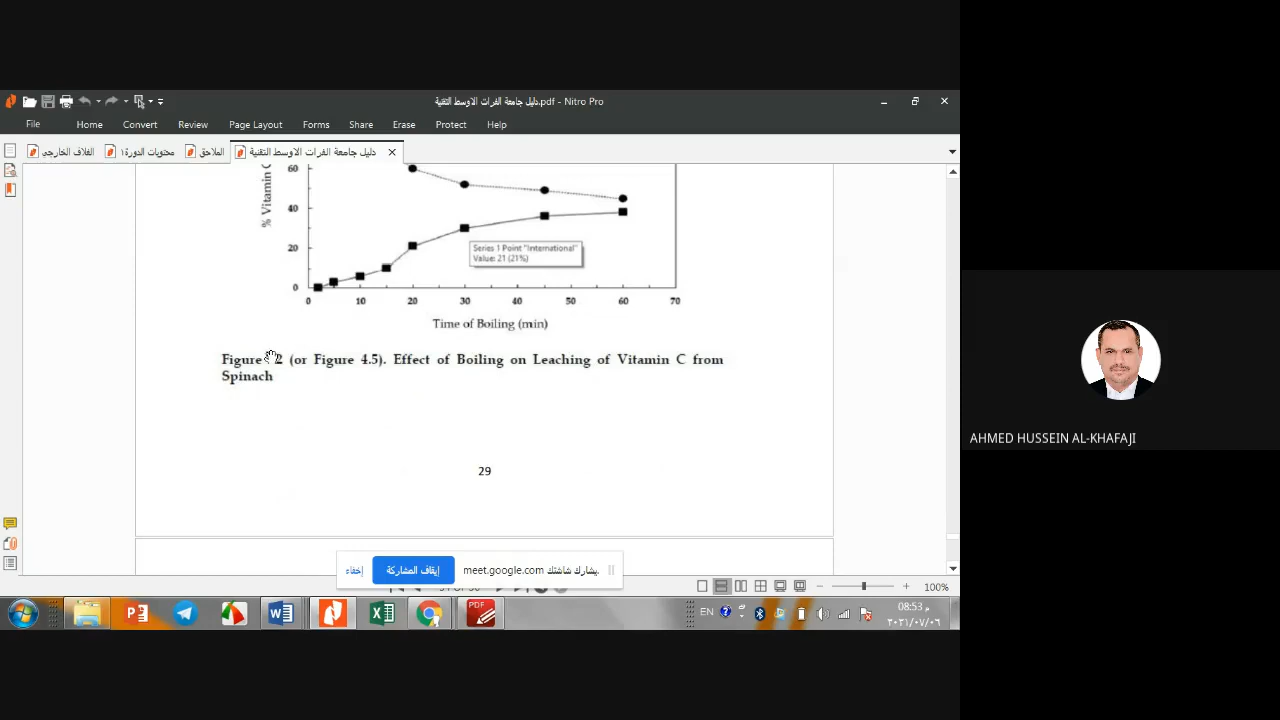 دليل جامعة الفرات الاوسط التقنية.pdf - Nitro Pro
File Home Convert Review Page Layout Forms Share Erase Protect Help
الغلاف الخارجي محتويات الدورة١ الملاحق دليل جامعة الفرات الاوسط التقنية
% Vitamin C
60
40
20
0
Series 1 Point "International"
Value: 21 (21%)
0 10 20 30 40 50 60 70
Time of Boiling (min)
Figure 2 (or Figure 4.5). Effect of Boiling on Leaching of Vitamin C from
Spinach
29
AHMED HUSSEIN AL-KHAFAJI
إخفاء
إيقاف المشاركة
meet.google.com يشارك شاشتك.
100%
EN
08:53 م
٢٠٢١/٠٧/٠٦
PDF